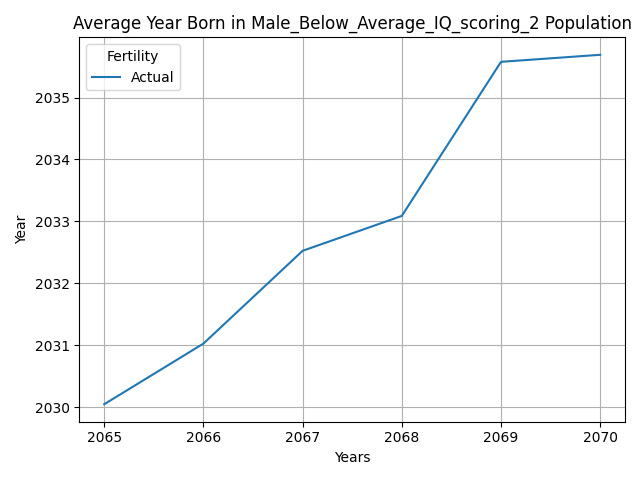 Average Year Born in Male_Below_Average_IQ_scoring_2 Population
Fertility
Actual
Year
2035
2034
2033
2032
2031
2030
2065 2066 2067 2068 2069 2070
Years